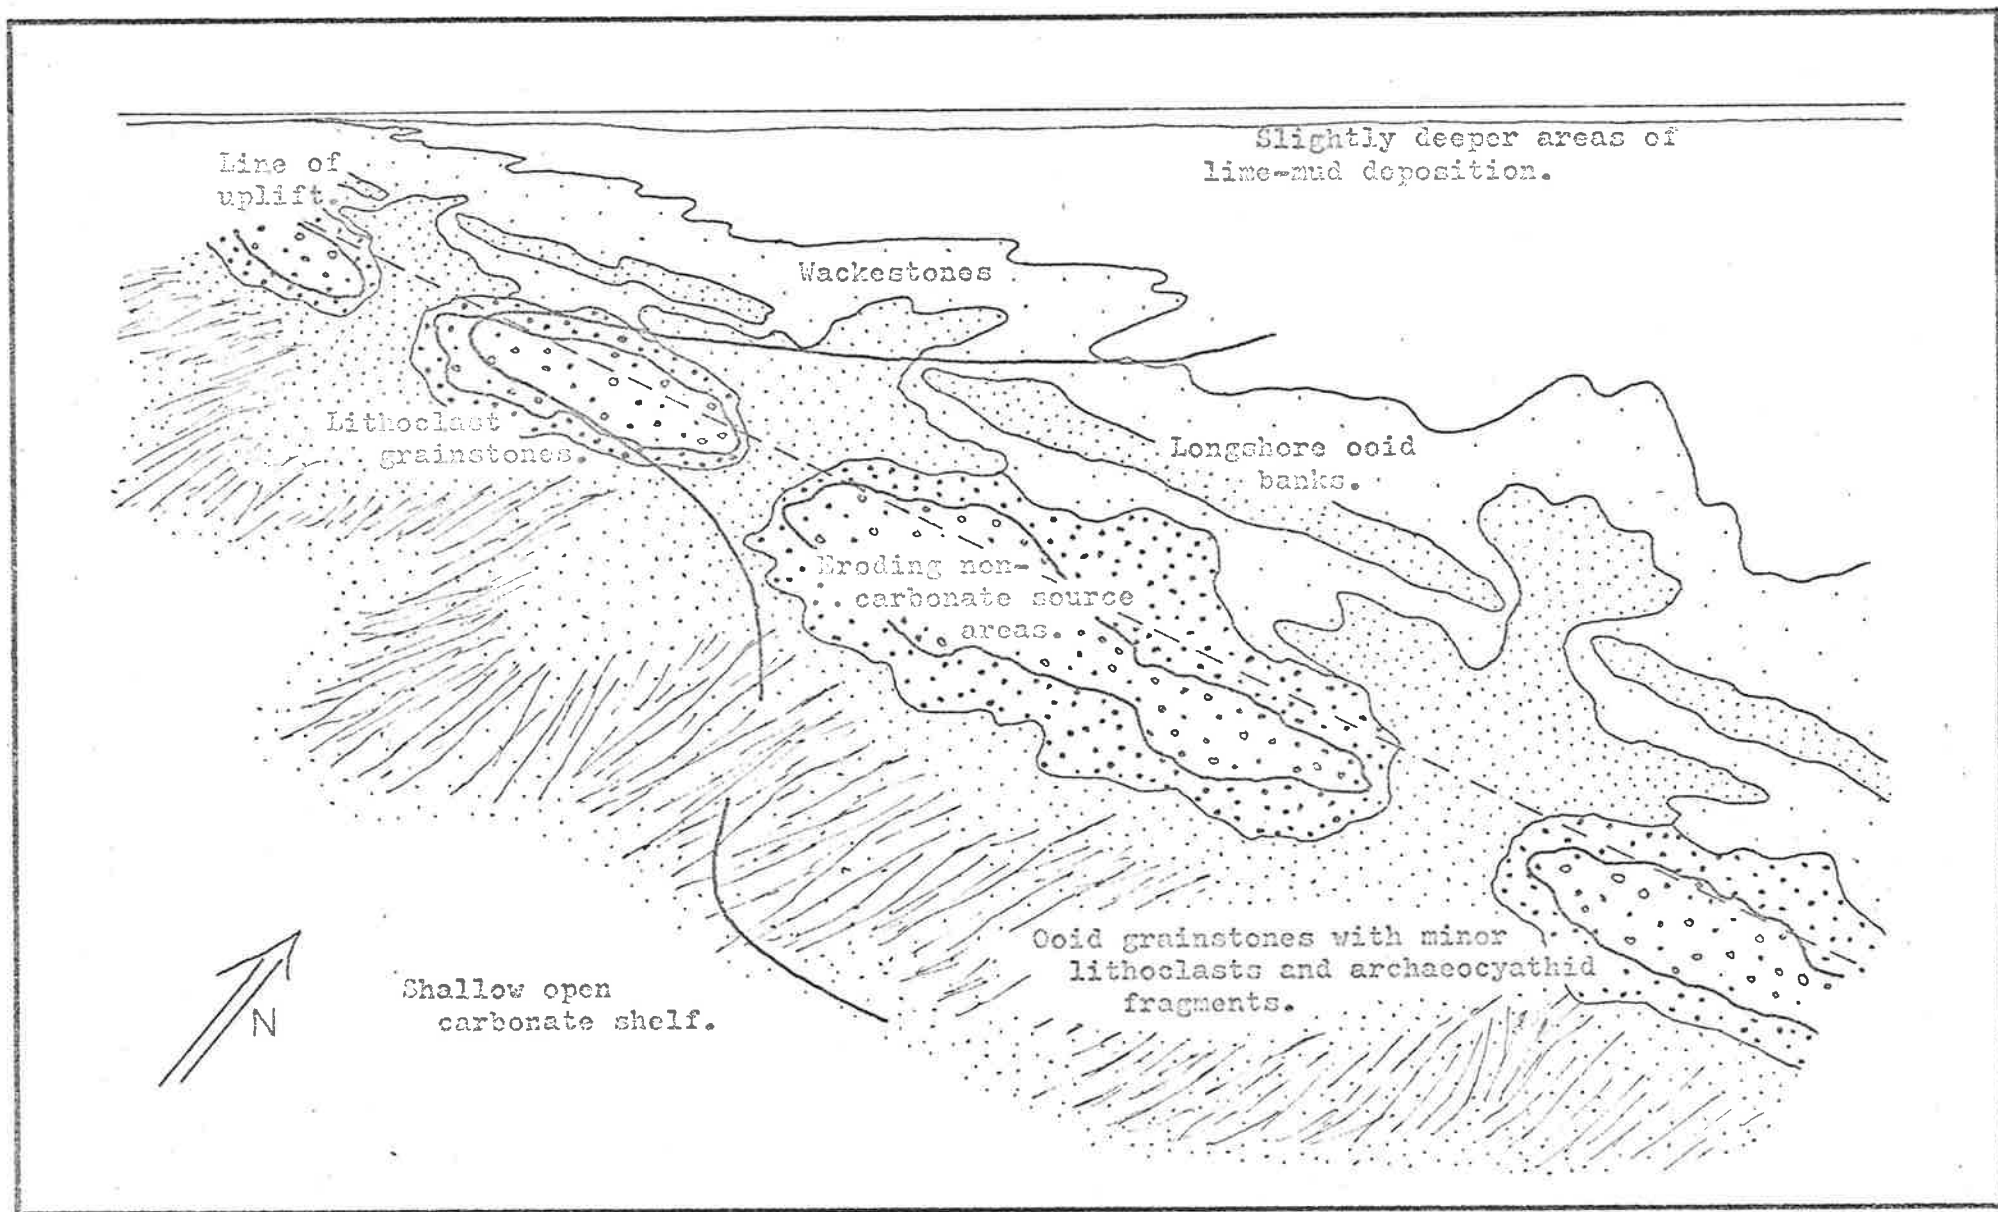 Slightly deeper areas of
lime-mud deposition.
Line of
uplift.
Wackestones
Lithoclast
grainstones.
Longshore ooid
banks.
Eroding non-
carbonate source
areas.
Ooid grainstones with minor
lithoclasts and archaeocyathid
fragments.
Shallow open
carbonate shelf.
N